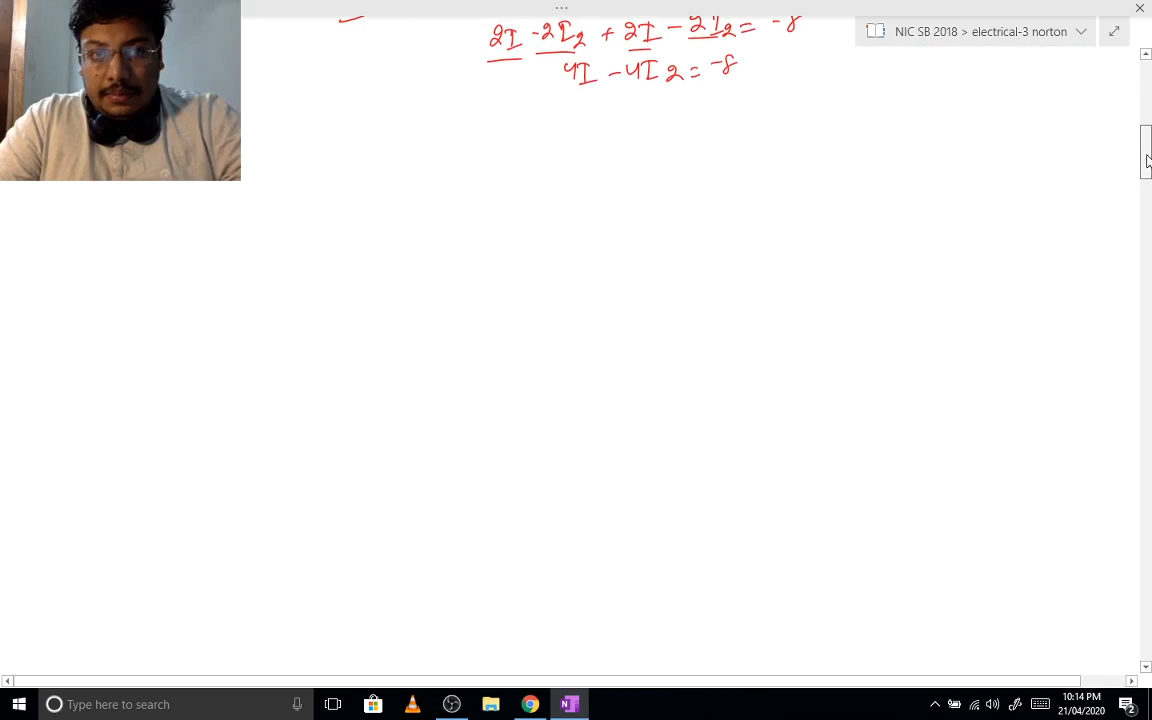 NIC SB 2018 > electrical-3 norton
2I - 2I2 + 2I - 2I2 = -8
4I - 4I2 = -8
Type here to search
10:14 PM
21/04/2020
2